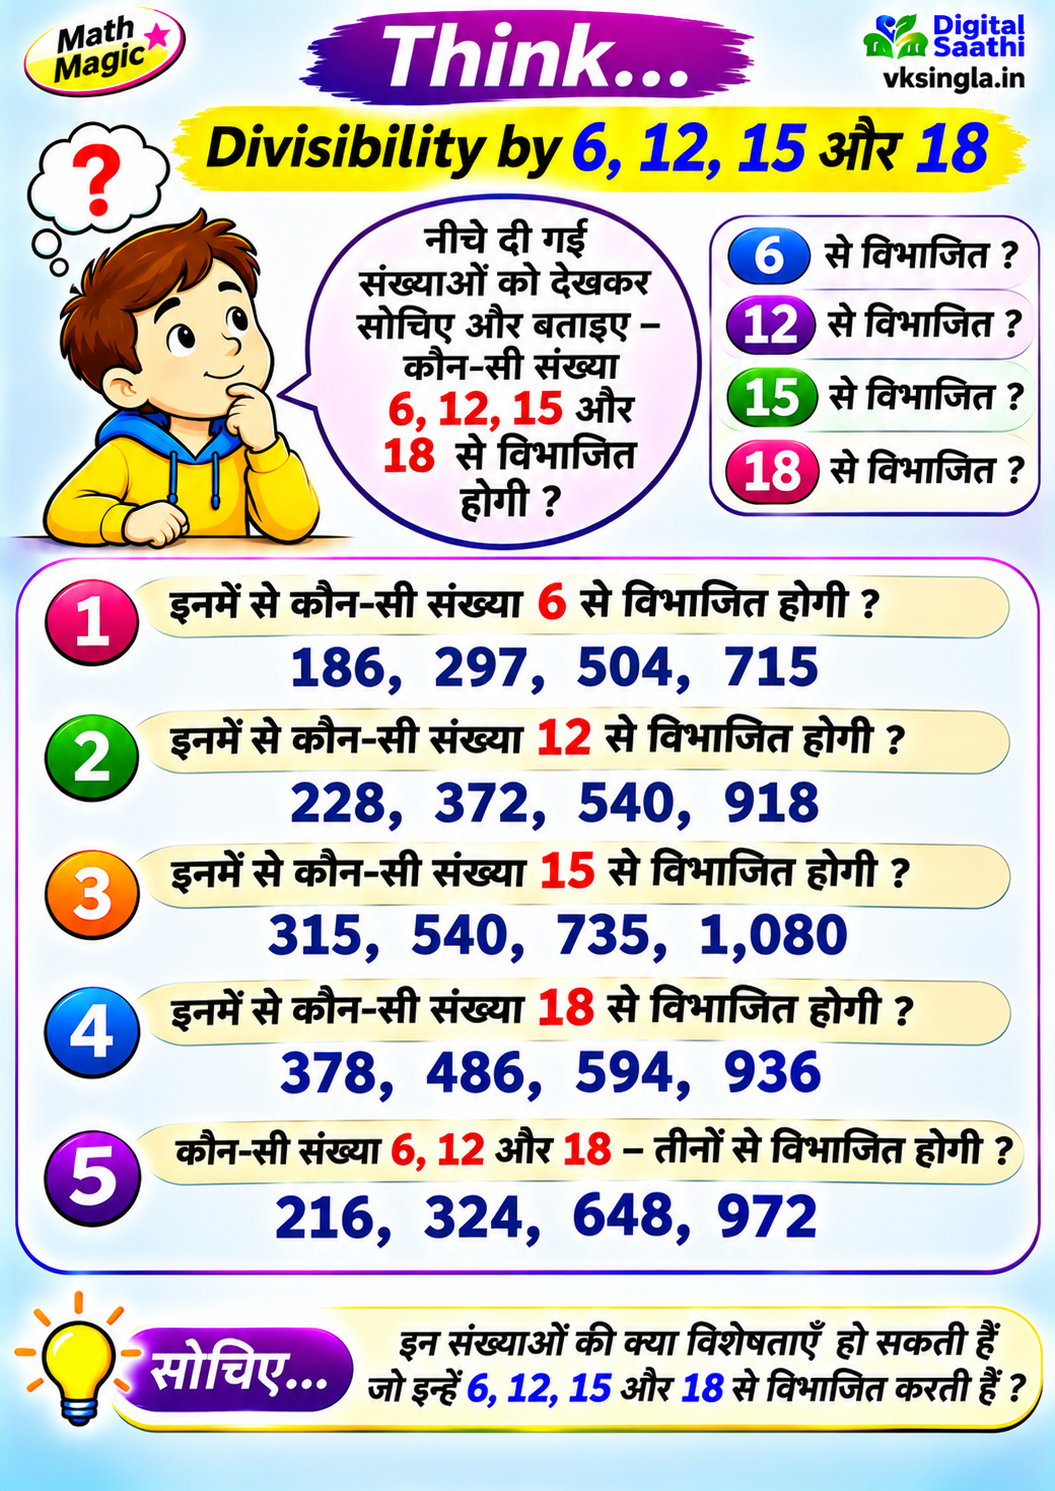 Math
Magic
Think...
Digital
Saathi
vksingla.in
Divisibility by 6, 12, 15 और 18
?
नीचे दी गई
संख्याओं को देखकर
सोचिए और बताइए –
कौन-सी संख्या
6, 12, 15 और
18 से विभाजित
होगी ?
6 से विभाजित ?
12 से विभाजित ?
15 से विभाजित ?
18 से विभाजित ?
1 इनमें से कौन-सी संख्या 6 से विभाजित होगी ?
186, 297, 504, 715
2 इनमें से कौन-सी संख्या 12 से विभाजित होगी ?
228, 372, 540, 918
3 इनमें से कौन-सी संख्या 15 से विभाजित होगी ?
315, 540, 735, 1,080
4 इनमें से कौन-सी संख्या 18 से विभाजित होगी ?
378, 486, 594, 936
5 कौन-सी संख्या 6, 12 और 18 – तीनों से विभाजित होगी ?
216, 324, 648, 972
सोचिए...
इन संख्याओं की क्या विशेषताएँ हो सकती हैं
जो इन्हें 6, 12, 15 और 18 से विभाजित करती हैं ?